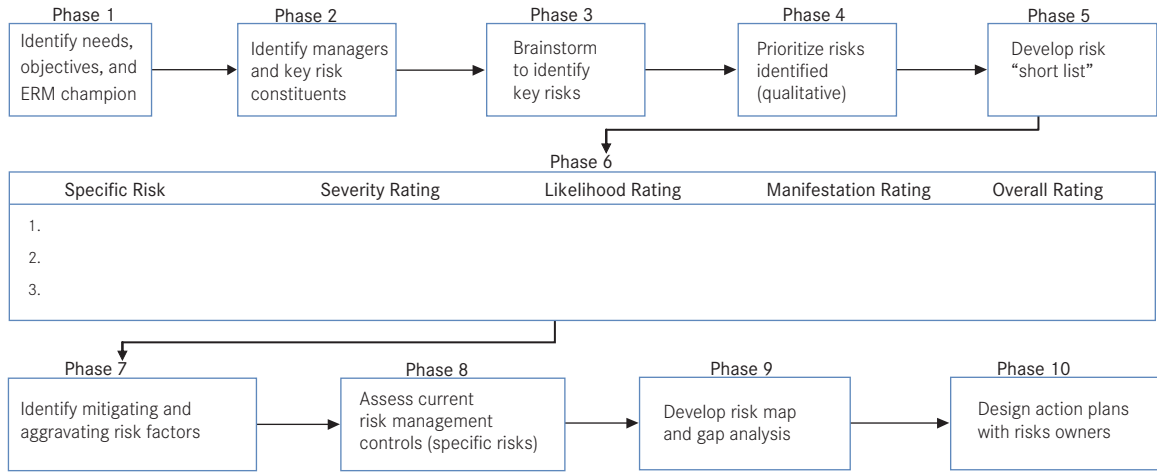 Phase 1
Identify needs,
objectives, and
ERM champion
Phase 2
Identify managers
and key risk
constituents
Phase 3
Brainstorm
to identify
key risks
Phase 4
Prioritize risks
identified
(qualitative)
Phase 5
Develop risk
“short list”
Phase 6
Specific Risk Severity Rating Likelihood Rating Manifestation Rating Overall Rating
1.
2.
3.
Phase 7
Identify mitigating and
aggravating risk factors
Phase 8
Assess current
risk management
controls (specific risks)
Phase 9
Develop risk map
and gap analysis
Phase 10
Design action plans
with risks owners